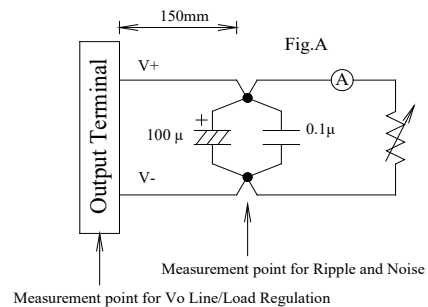 150mm
Fig.A
V+
A
Output Terminal
+
100 μ
0.1μ
V-
Measurement point for Ripple and Noise
Measurement point for Vo Line/Load Regulation